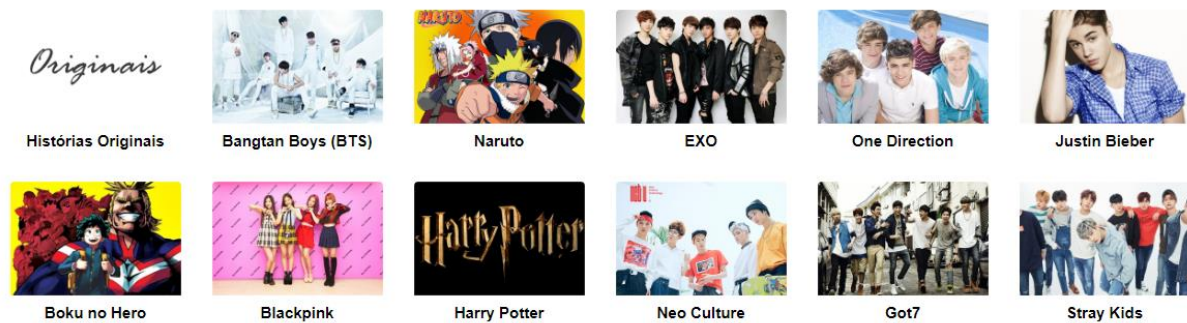 Originais
Histórias Originais
Bangtan Boys (BTS)
NARUTO
Naruto
EXO
One Direction
Justin Bieber
Boku no Hero
Blackpink
Harry Potter
Harry Potter
Neo Culture
Got7
Stray Kids